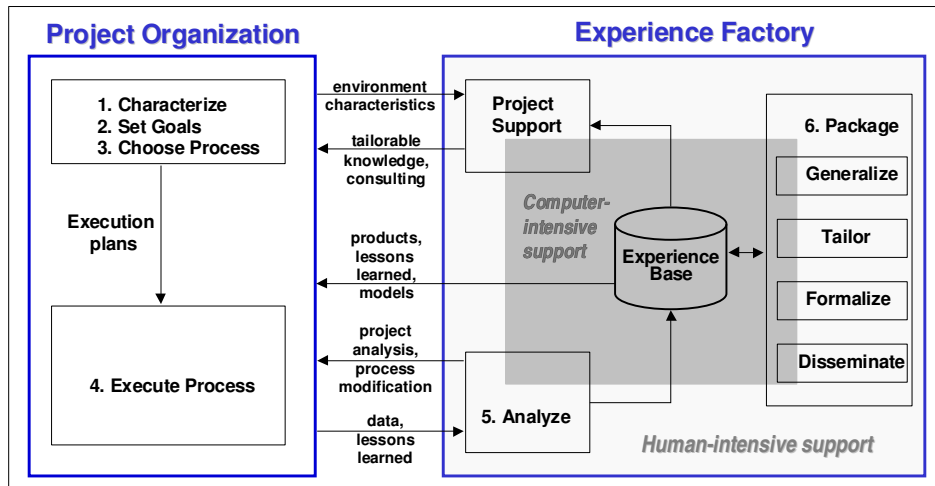 Project Organization
Experience Factory
1. Characterize
2. Set Goals
3. Choose Process
Execution
plans
4. Execute Process
environment
characteristics
tailorable
knowledge,
consulting
products,
lessons
learned,
models
project
analysis,
process
modification
data,
lessons
learned
Project
Support
Computer-
intensive
support
Experience
Base
5. Analyze
6. Package
Generalize
Tailor
Formalize
Disseminate
Human-intensive support